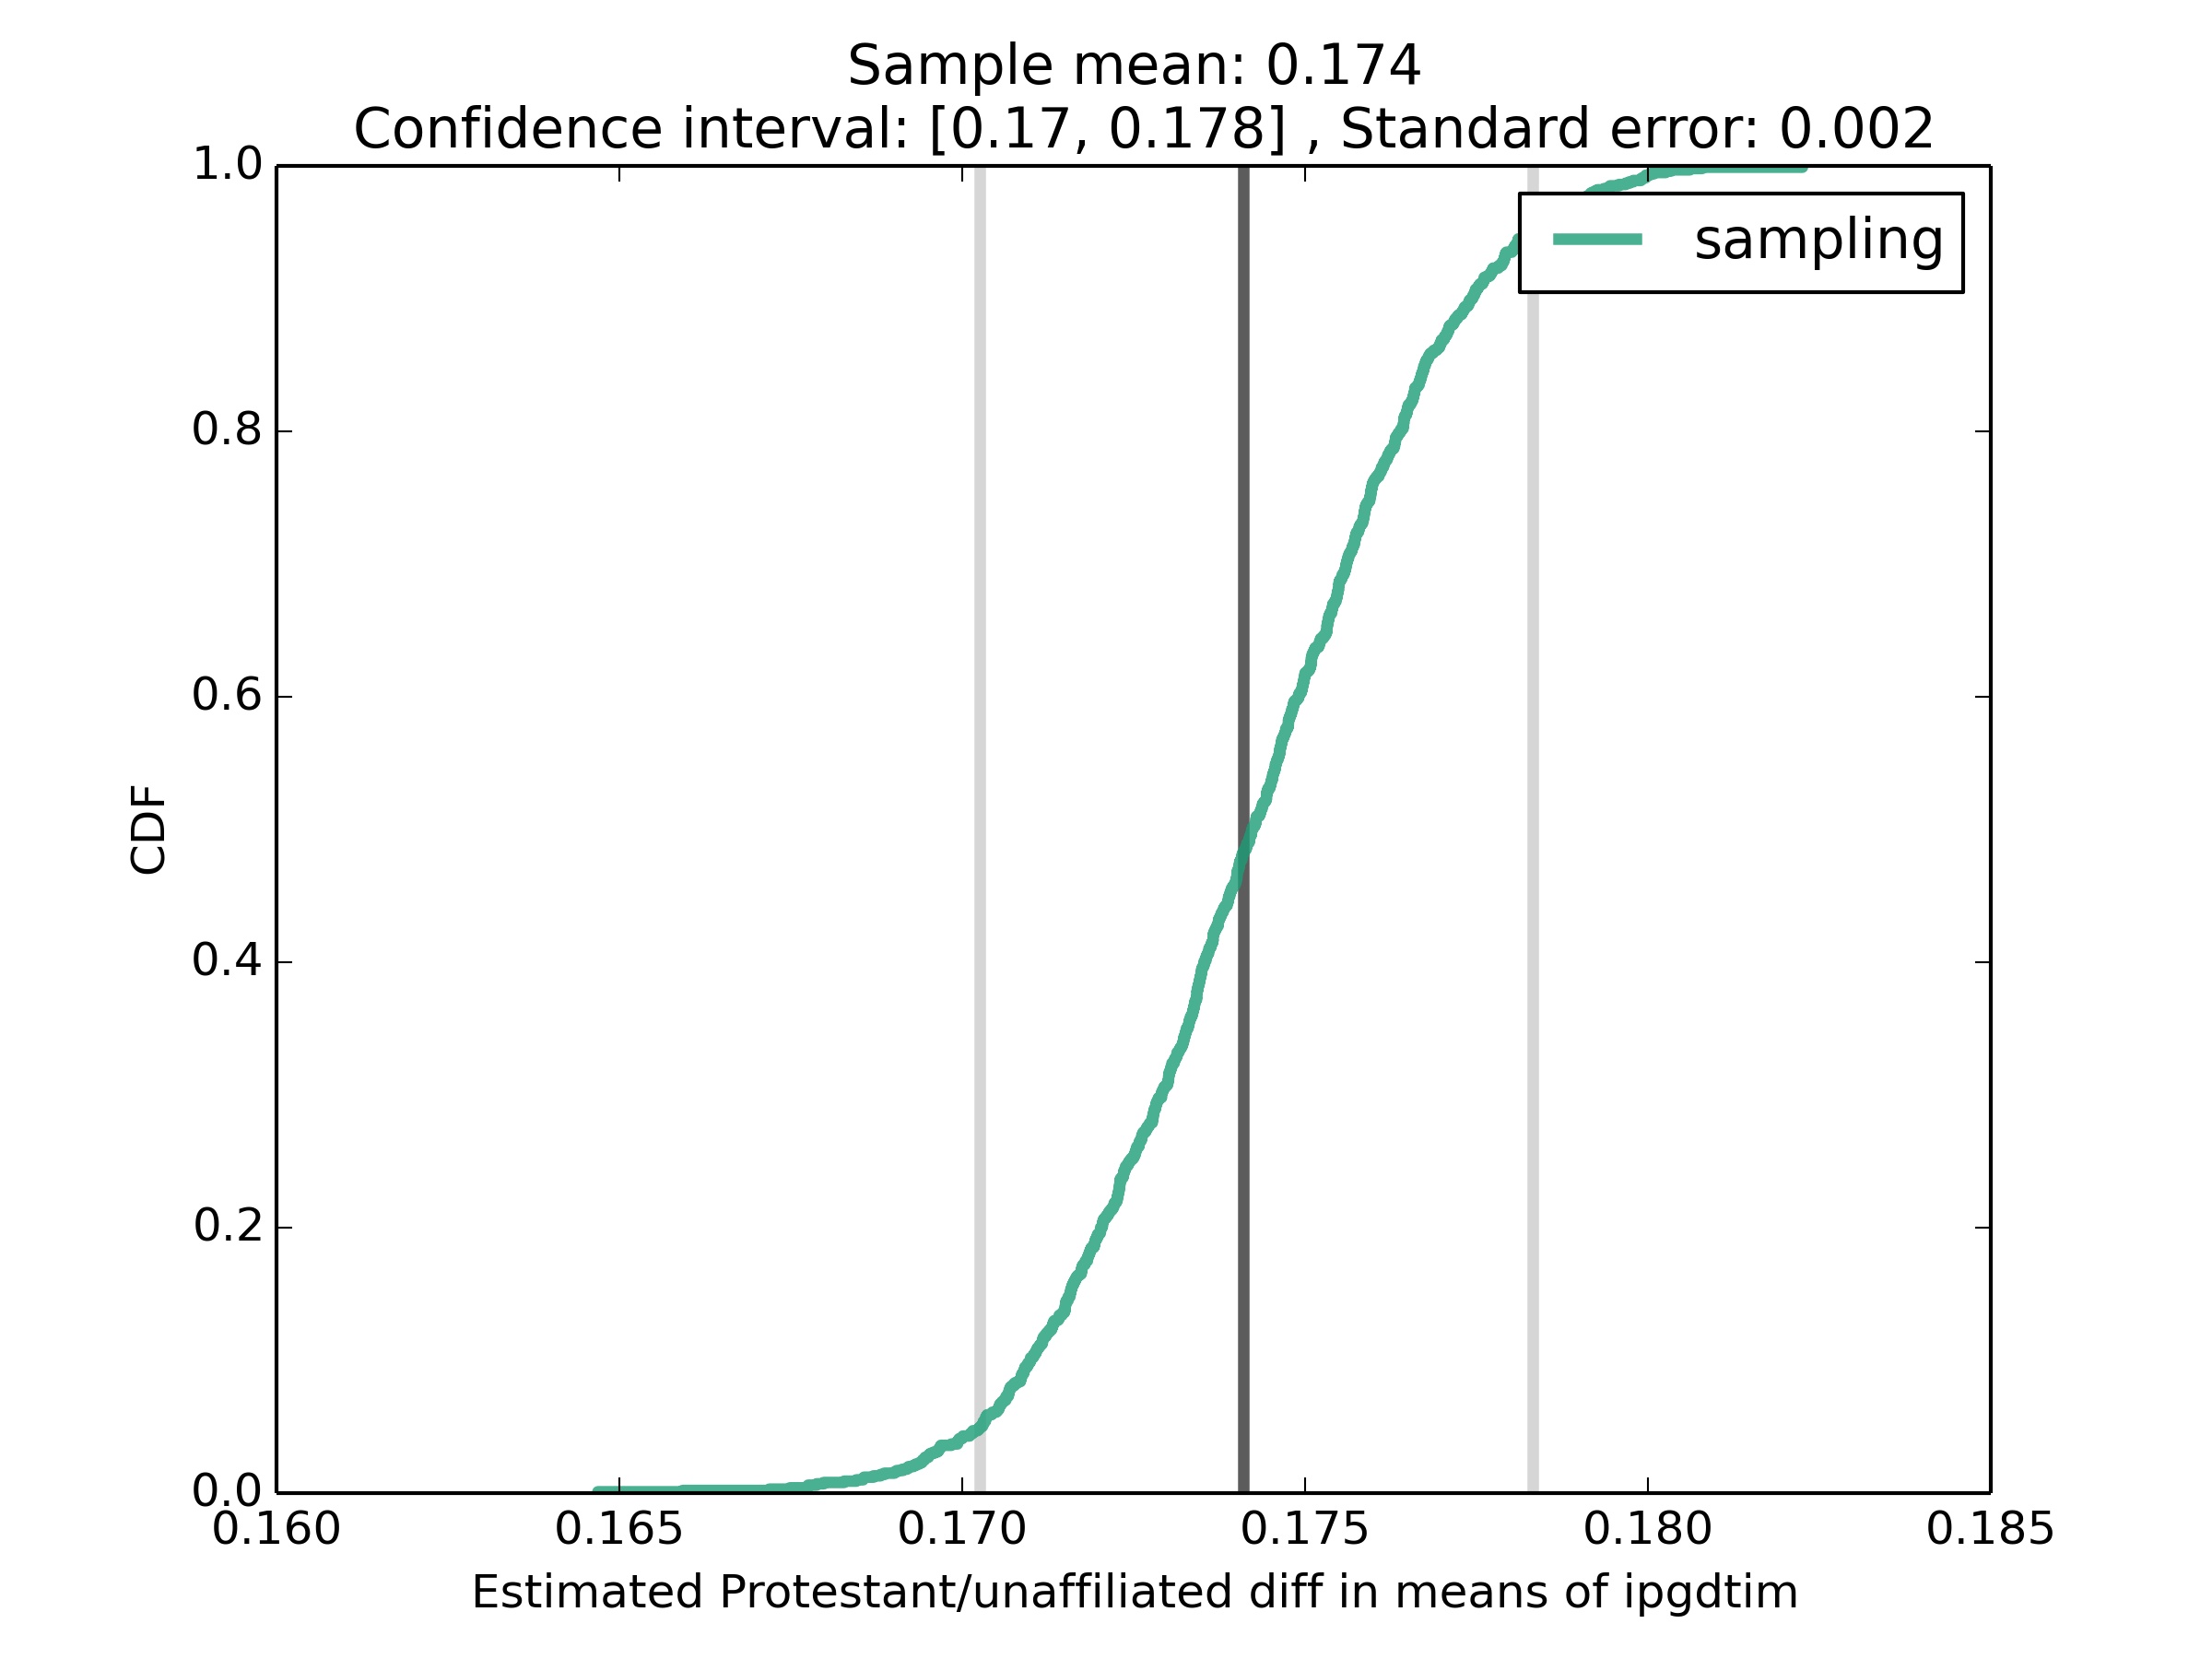 Sample mean: 0.174
Confidence interval: [0.17, 0.178] , Standard error: 0.002
1.0
sampling
0.8
0.6
CDF
0.4
0.2
0.0
0.160 0.165 0.170 0.175 0.180 0.185
Estimated Protestant/unaffiliated diff in means of ipgdtim